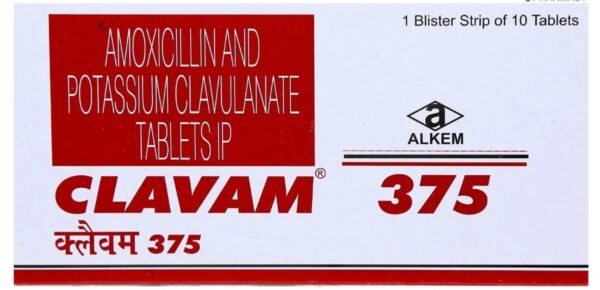 1 Blister Strip of 10 Tablets
AMOXICILLIN AND
POTASSIUM CLAVULANATE
TABLETS IP
a
ALKEM
CLAVAM® 375
क्लैवम 375